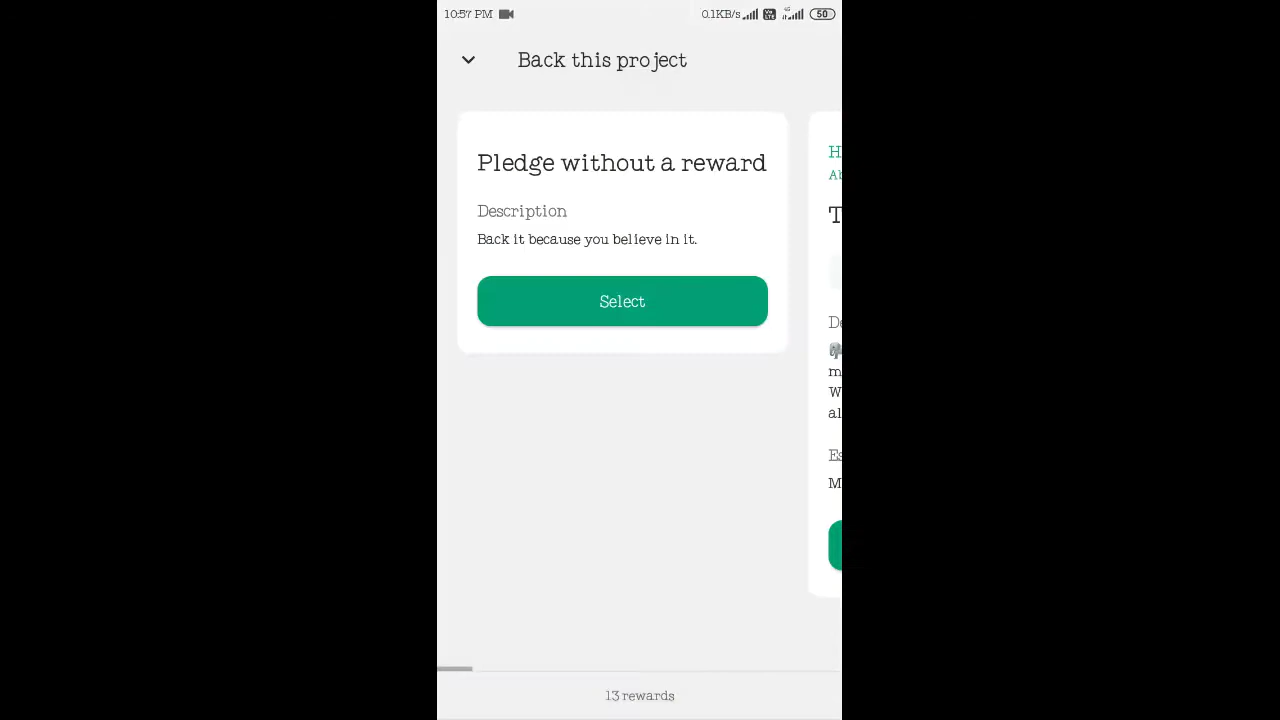 10:57 PM
0.1KB/s
50
Back this project
Pledge without a reward
Description
Back it because you believe in it.
Select
13 rewards